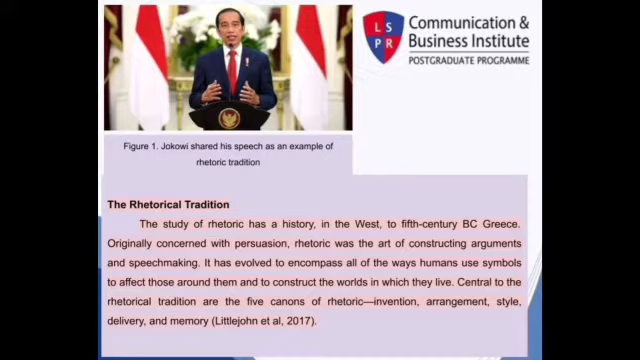 L S
P R
Communication &
Business Institute
POSTGRADUATE PROGRAMME
Figure 1. Jokowi shared his speech as an example of
rhetoric tradition
The Rhetorical Tradition
The study of rhetoric has a history, in the West, to fifth-century BC Greece.
Originally concerned with persuasion, rhetoric was the art of constructing arguments
and speechmaking. It has evolved to encompass all of the ways humans use symbols
to affect those around them and to construct the worlds in which they live. Central to the
rhetorical tradition are the five canons of rhetoric—invention, arrangement, style,
delivery, and memory (Littlejohn et al, 2017).